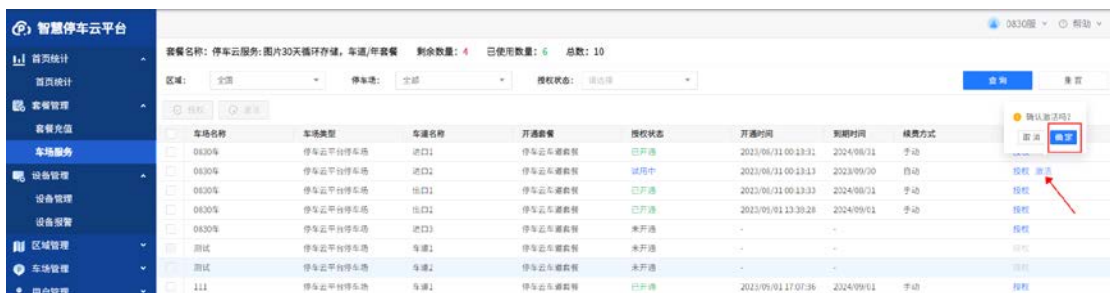 智慧停车云平台
0830服 帮助
首页统计
首页统计
套餐管理
套餐充值
车场服务
设备管理
设备管理
设备报警
区域管理
车场管理
用户管理
套餐名称: 停车云服务:图片30天循环存储，车道/年套餐 剩余数量: 4 已使用数量: 6 总数: 10
区域: 全国 停车场: 全部 授权状态: 请选择 查询 重置
授权 激活
确认激活吗?
取消 确定
车场名称 车场类型 车道名称 开通套餐 授权状态 开通时间 到期时间 续费方式
0830车 停车云平台停车场 进口1 停车云车道套餐 已开通 2023/08/31 00:13:31 2024/08/31 手动 授权
0830车 停车云平台停车场 进口2 停车云车道套餐 试用中 2023/08/31 00:13:13 2023/09/30 自动 授权 激活
0830车 停车云平台停车场 出口1 停车云车道套餐 已开通 2023/08/31 00:13:33 2024/08/31 手动 授权
0830车 停车云平台停车场 出口2 停车云车道套餐 已开通 2023/09/01 13:39:28 2024/09/01 手动 授权
0830车 停车云平台停车场 进口3 停车云车道套餐 未开通 - - 授权
测试 停车云平台停车场 车道1 停车云车道套餐 未开通 - - 授权
测试 停车云平台停车场 车道2 停车云车道套餐 未开通 - - 授权
111 停车云平台停车场 车道1 停车云车道套餐 已开通 2023/09/01 17:07:36 2024/09/01 手动 授权